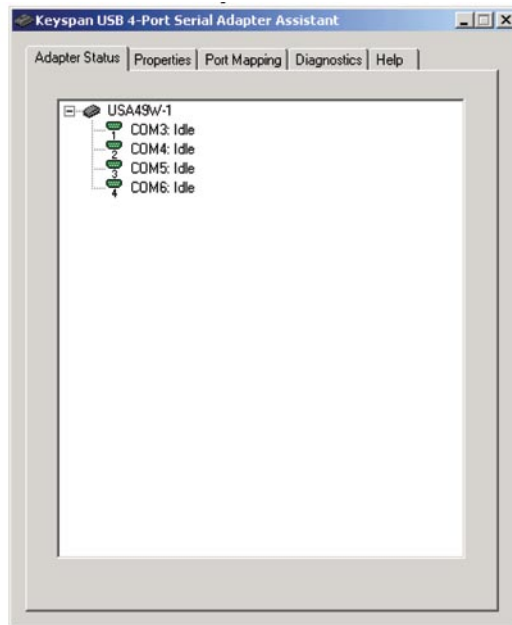 Keyspan USB 4-Port Serial Adapter Assistant
Adapter Status Properties Port Mapping Diagnostics Help
USA49W-1
1 COM3: Idle
2 COM4: Idle
3 COM5: Idle
4 COM6: Idle